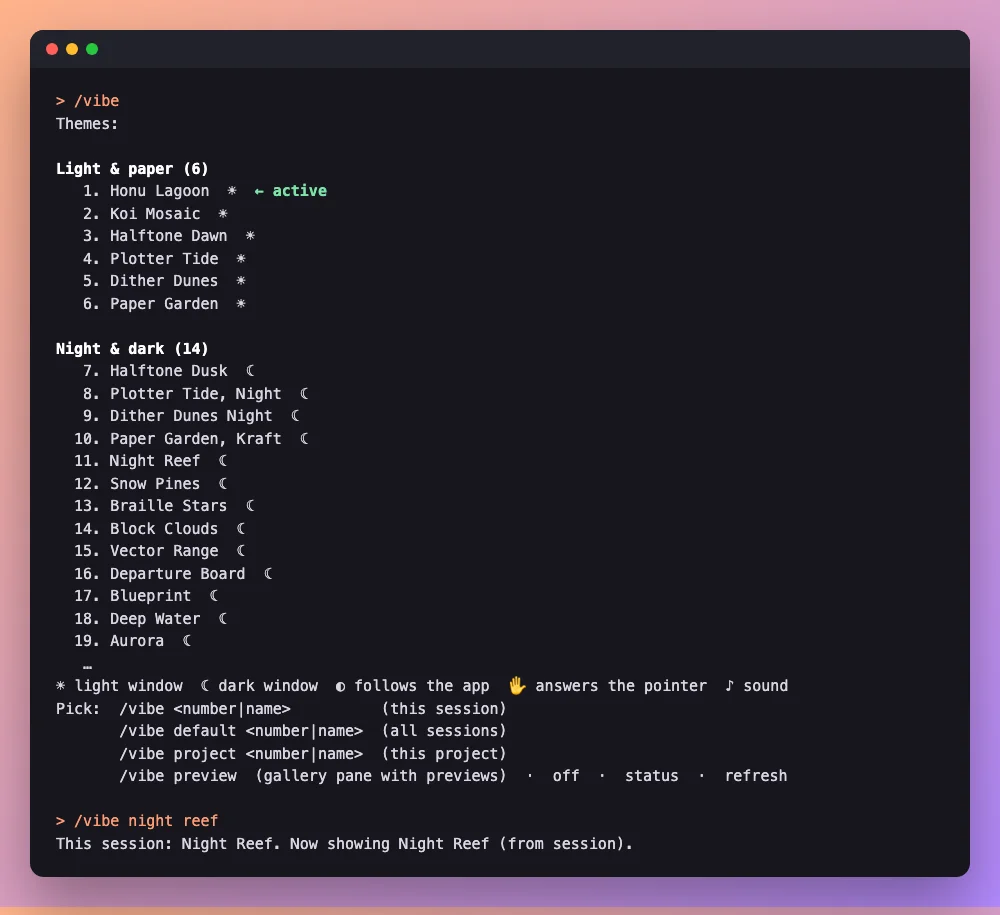 > /vibe
Themes:
Light & paper (6)
1. Honu Lagoon ☀ ← active
2. Koi Mosaic ☀
3. Halftone Dawn ☀
4. Plotter Tide ☀
5. Dither Dunes ☀
6. Paper Garden ☀
Night & dark (14)
7. Halftone Dusk ☾
8. Plotter Tide, Night ☾
9. Dither Dunes Night ☾
10. Paper Garden, Kraft ☾
11. Night Reef ☾
12. Snow Pines ☾
13. Braille Stars ☾
14. Block Clouds ☾
15. Vector Range ☾
16. Departure Board ☾
17. Blueprint ☾
18. Deep Water ☾
19. Aurora ☾
…
☀ light window ☾ dark window ◐ follows the app 🖐 answers the pointer ♪ sound
Pick: /vibe <number|name> (this session)
/vibe default <number|name> (all sessions)
/vibe project <number|name> (this project)
/vibe preview (gallery pane with previews) · off · status · refresh
> /vibe night reef
This session: Night Reef. Now showing Night Reef (from session).